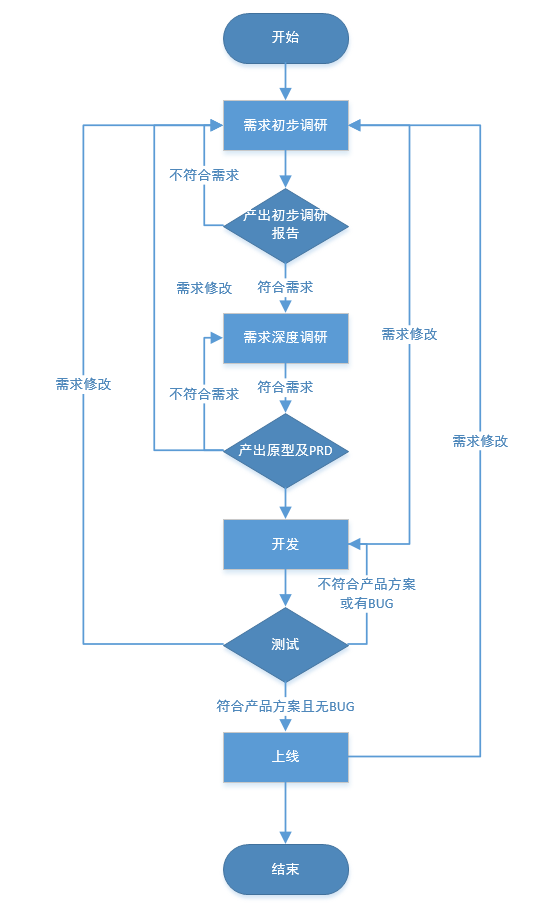 开始
需求初步调研
不符合需求
产出初步调研
报告
需求修改
符合需求
需求深度调研
需求修改
需求修改
不符合需求
符合需求
需求修改
产出原型及PRD
开发
不符合产品方案
或有BUG
测试
符合产品方案且无BUG
上线
结束